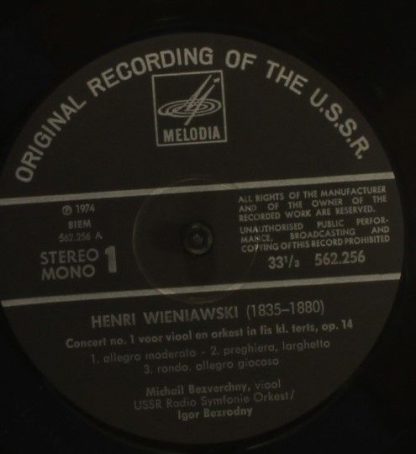 ORIGINAL RECORDING OF THE U.S.S.R.
MELODIA
℗ 1974
BIEM
562.256 A
STEREO 1
MONO
ALL RIGHTS OF THE MANUFACTURER
AND OF THE OWNER OF THE
RECORDED WORK ARE RESERVED.
UNAUTHORISED PUBLIC PERFOR-
MANCE, BROADCASTING AND
COPYING OF THIS RECORD PROHIBITED
33¹/₃ 562.256
HENRI WIENIAWSKI (1835–1880)
Concert no. 1 voor viool en orkest in fis kl. terts, op. 14
1. allegro moderato - 2. preghiera, larghetto
3. rondo, allegro giocoso
Michail Bezverchny, viool
USSR Radio Symfonie Orkest/
Igor Bezrodny